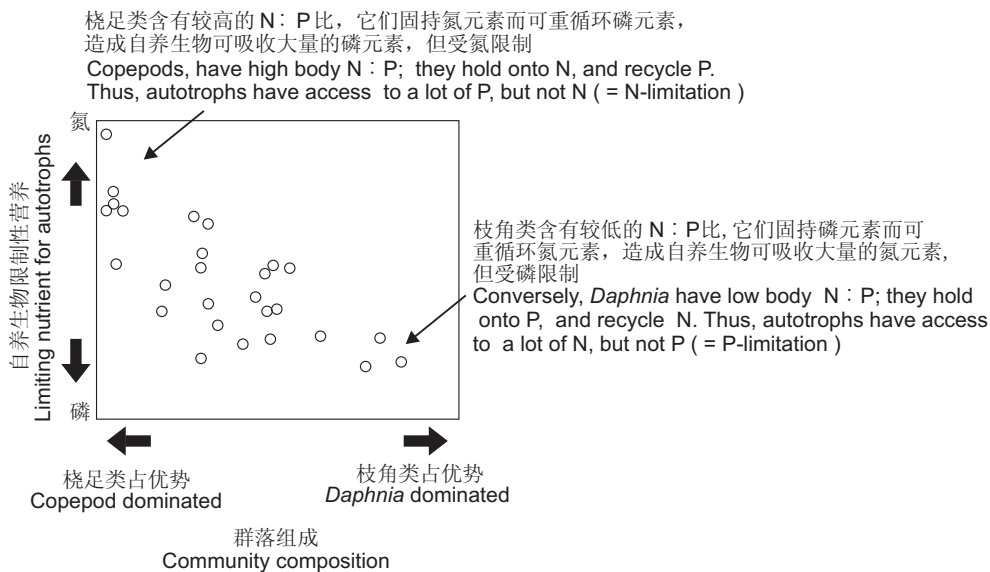 桡足类含有较高的 N：P比，它们固持氮元素而可重循环磷元素，
造成自养生物可吸收大量的磷元素，但受氮限制
Copepods, have high body N：P; they hold onto N, and recycle P.
Thus, autotrophs have access to a lot of P, but not N ( = N-limitation )
氮
自养生物限制性营养
Limiting nutrient for autotrophs
磷
枝角类含有较低的 N：P比,它们固持磷元素而可
重循环氮元素，造成自养生物可吸收大量的氮元素,
但受磷限制
Conversely, Daphnia have low body N：P; they hold
onto P, and recycle N. Thus, autotrophs have access
to a lot of N, but not P ( = P-limitation )
桡足类占优势
Copepod dominated
枝角类占优势
Daphnia dominated
群落组成
Community composition